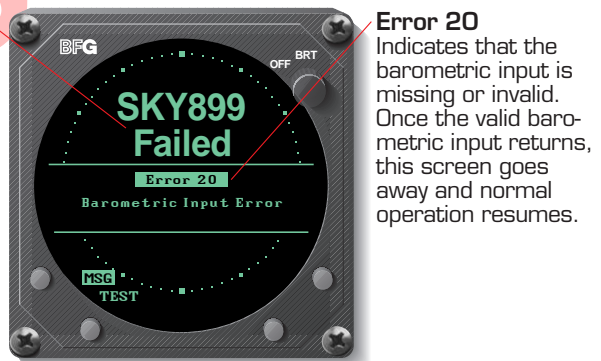 BFG
OFF
BRT
SKY899
Failed
Error 20
Barometric Input Error
MSG
TEST
Error 20
Indicates that the
barometric input is
missing or invalid.
Once the valid baro-
metric input returns,
this screen goes
away and normal
operation resumes.